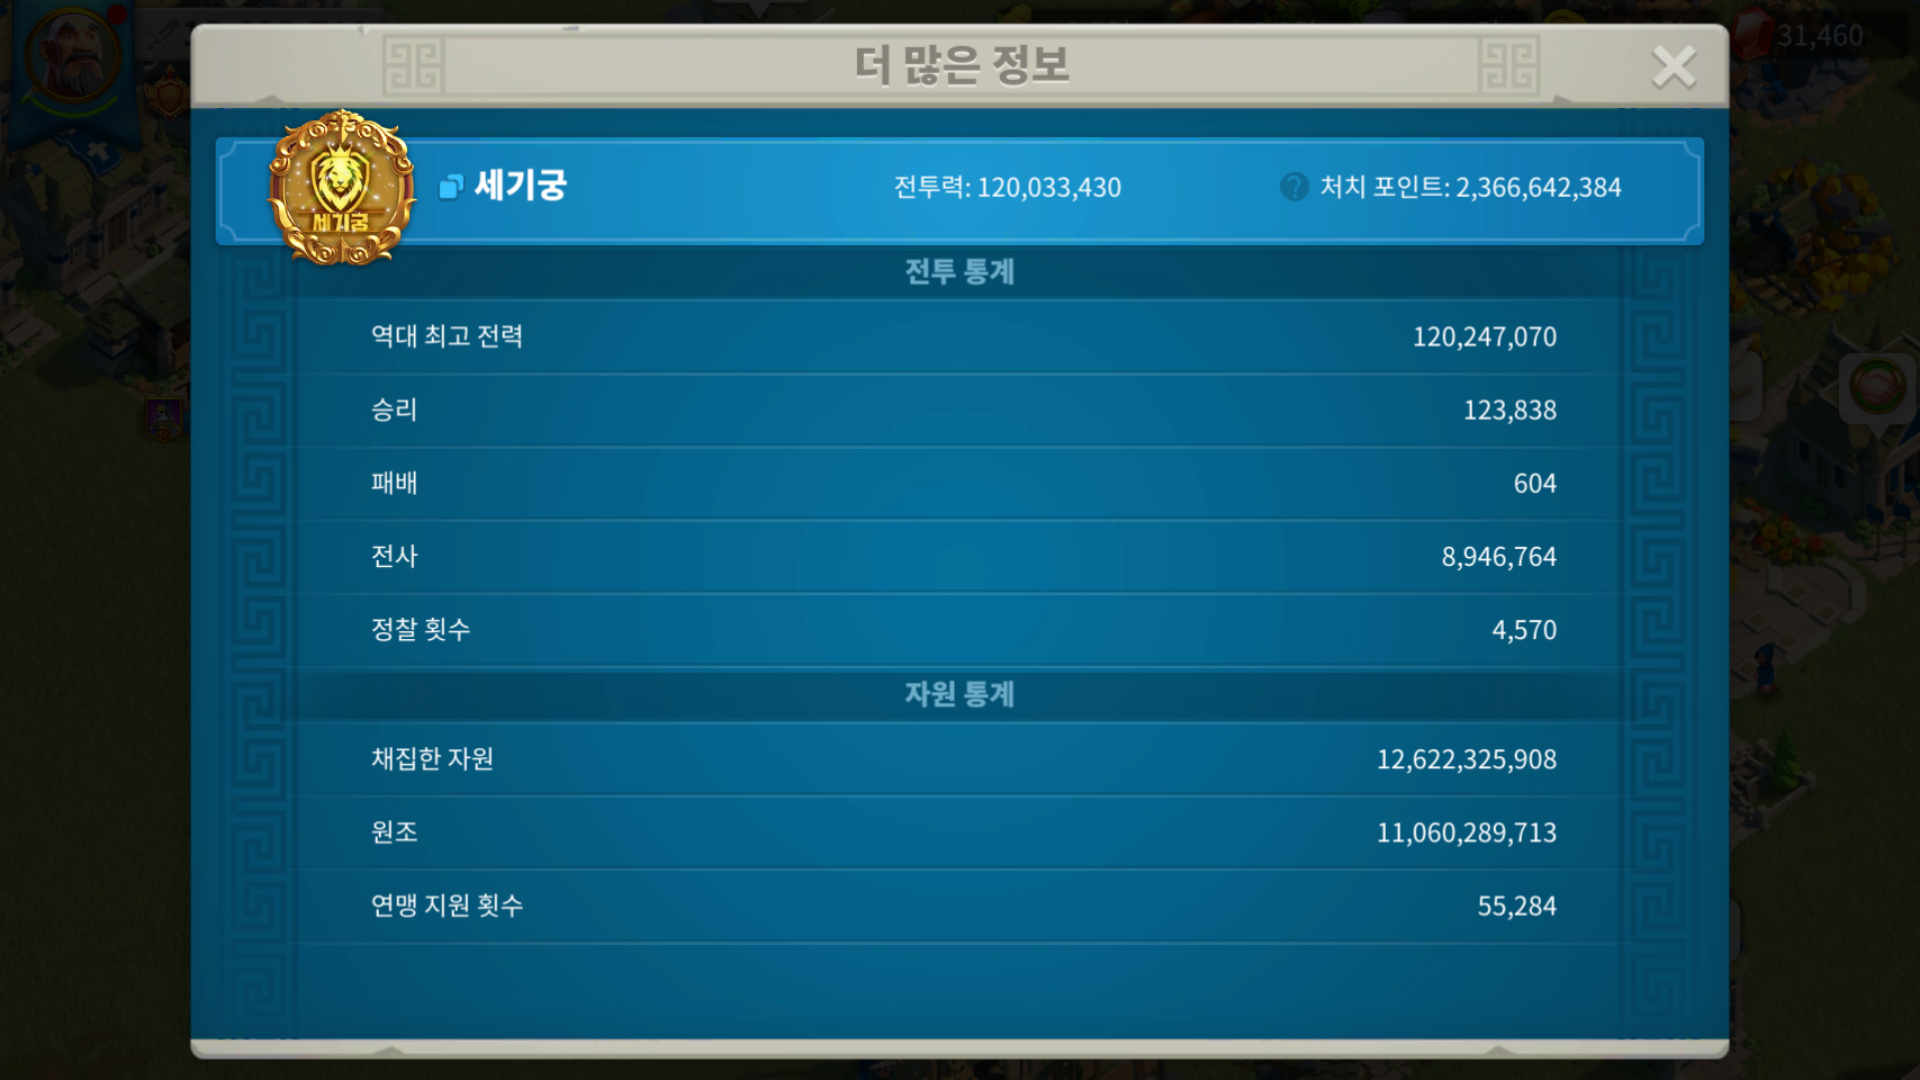 더 많은 정보
31,460
세기궁
세기궁
전투력: 120,033,430
? 처치 포인트: 2,366,642,384
전투 통계
역대 최고 전력 120,247,070
승리 123,838
패배 604
전사 8,946,764
정찰 횟수 4,570
자원 통계
채집한 자원 12,622,325,908
원조 11,060,289,713
연맹 지원 횟수 55,284